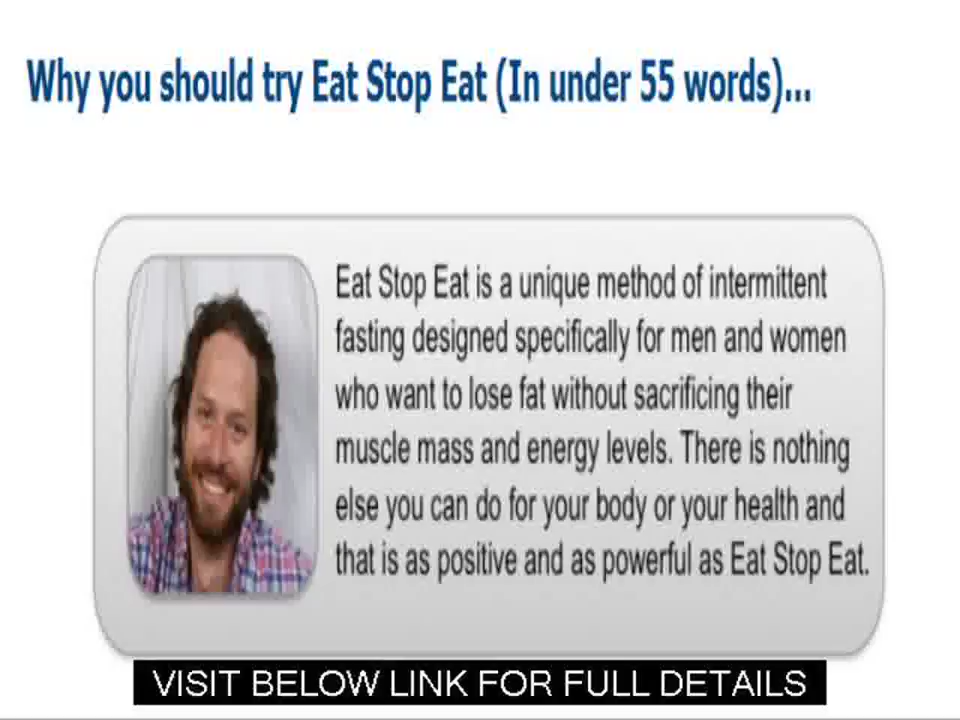 Why you should try Eat Stop Eat (In under 55 words)...
Eat Stop Eat is a unique method of intermittent
fasting designed specifically for men and women
who want to lose fat without sacrificing their
muscle mass and energy levels. There is nothing
else you can do for your body or your health and
that is as positive and as powerful as Eat Stop Eat.
VISIT BELOW LINK FOR FULL DETAILS